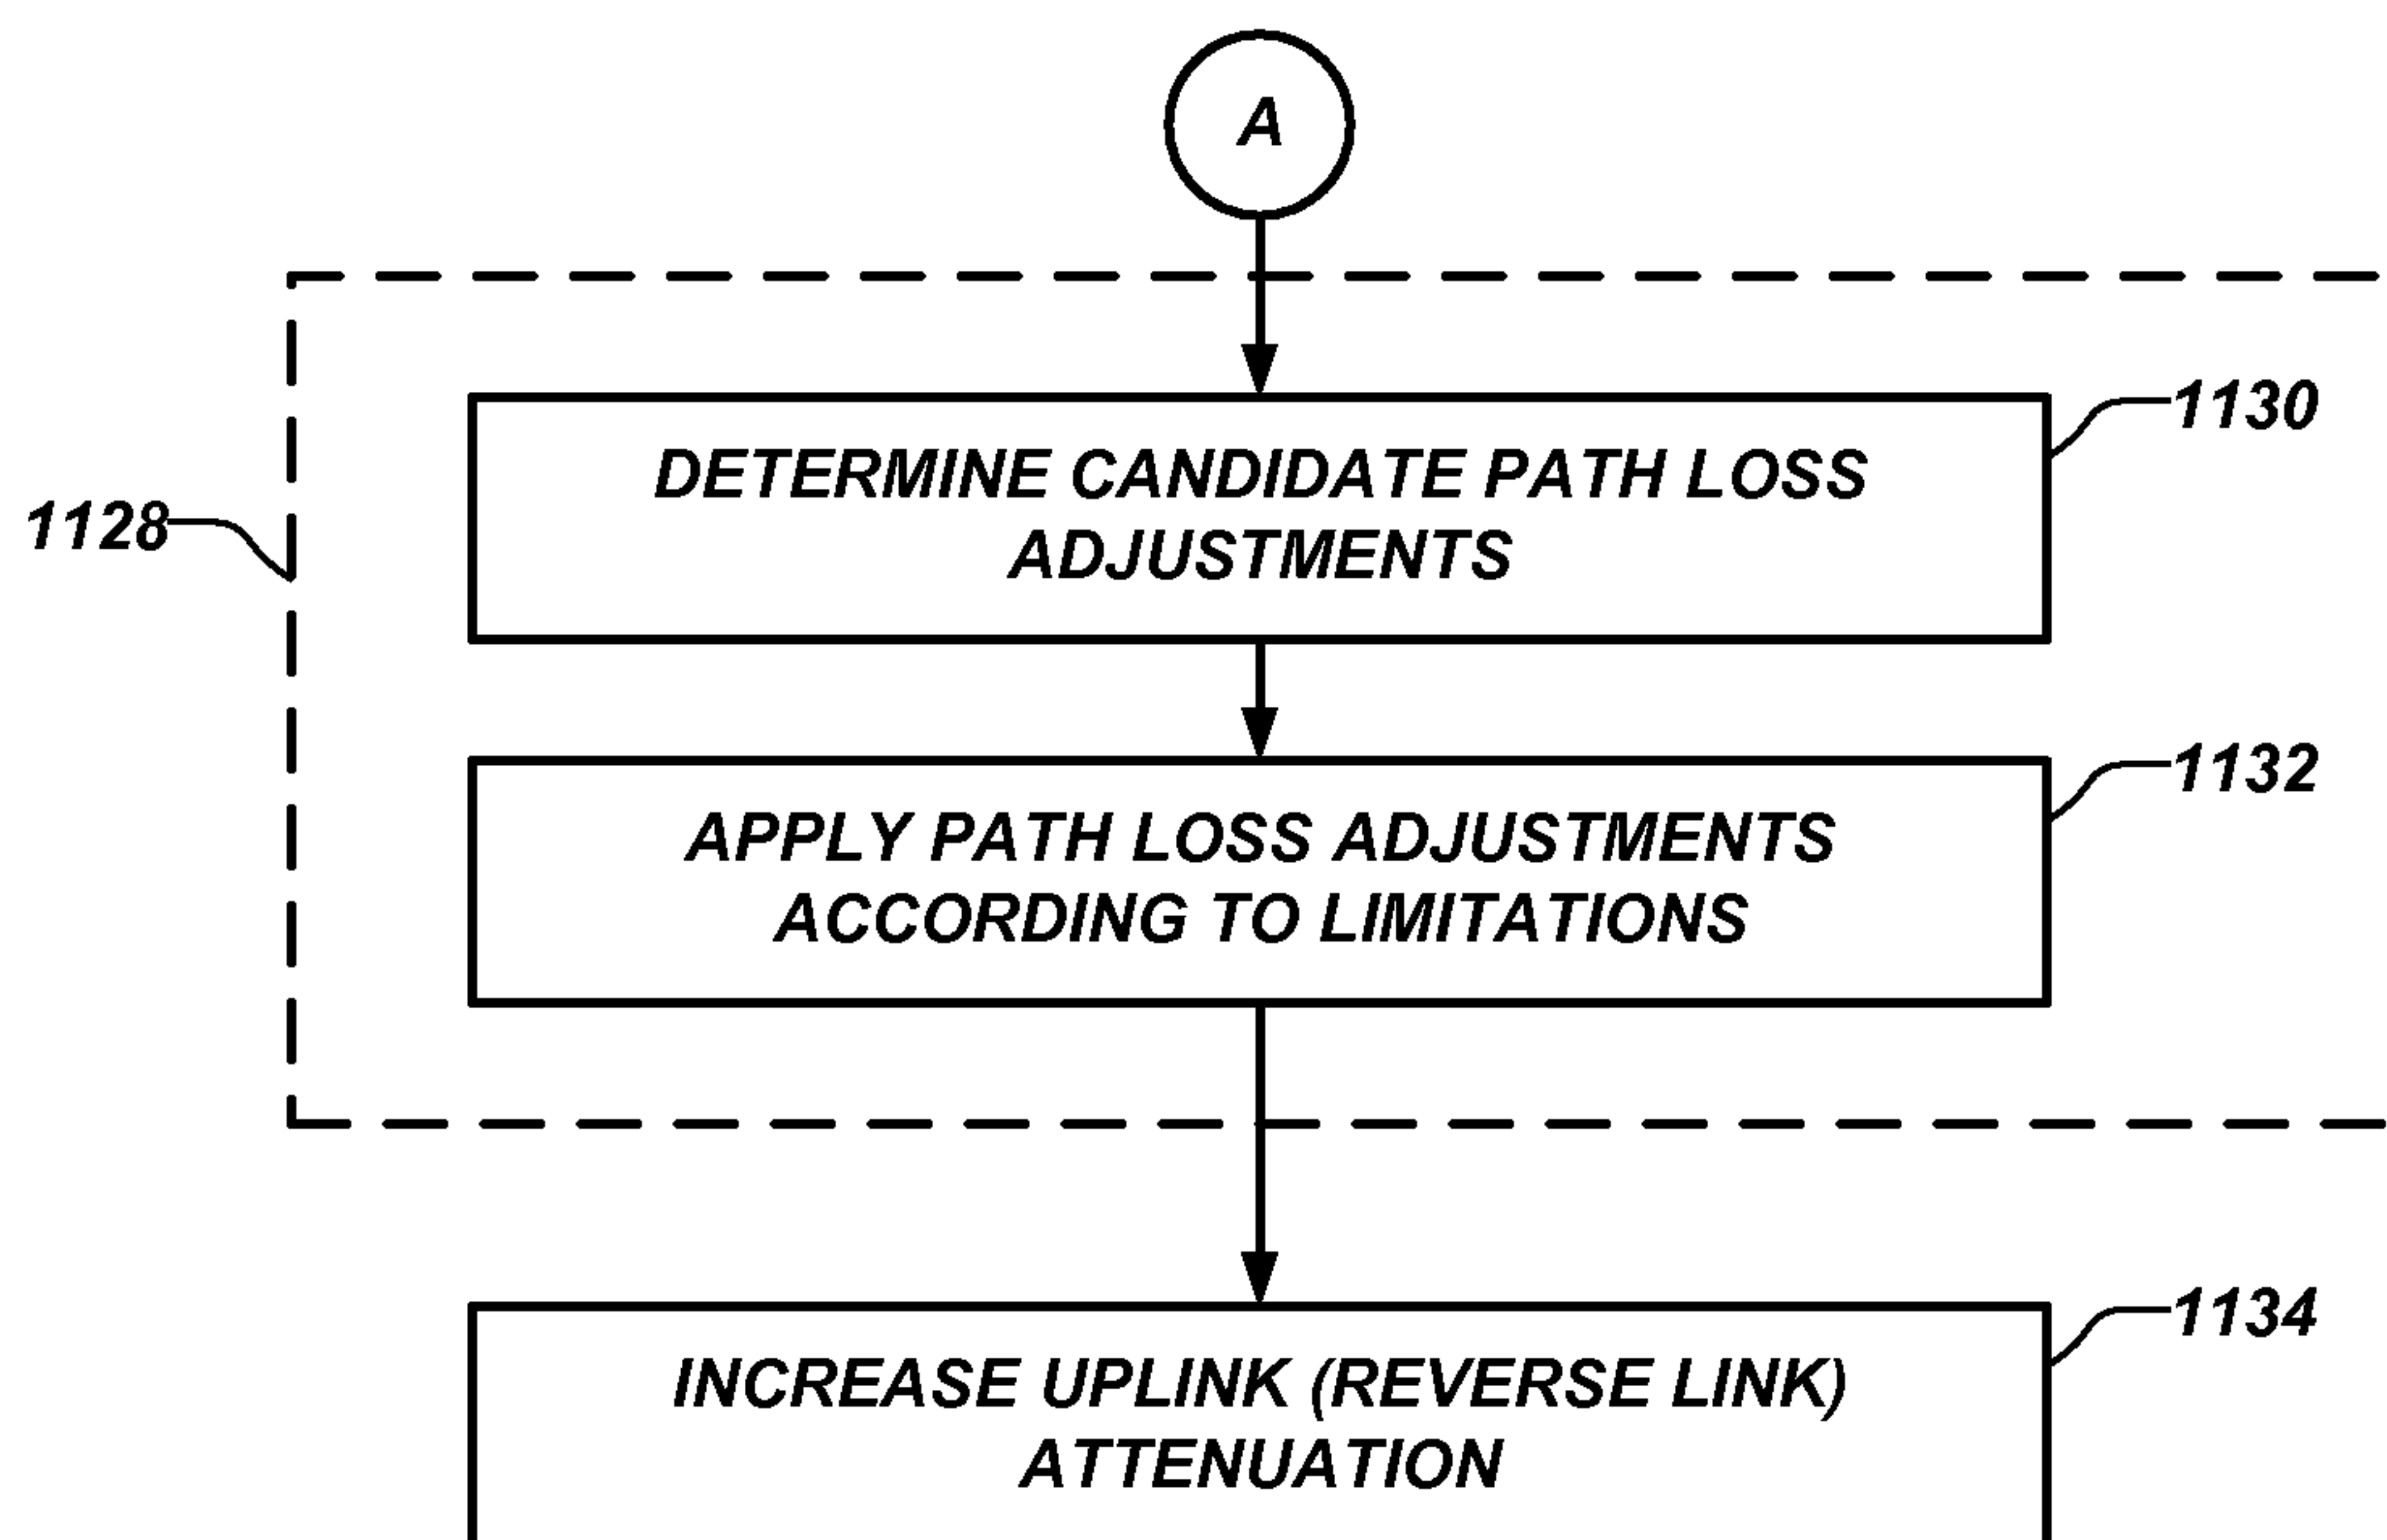 A
1130
DETERMINE CANDIDATE PATH LOSS
ADJUSTMENTS
1128
1132
APPLY PATH LOSS ADJUSTMENTS
ACCORDING TO LIMITATIONS
1134
INCREASE UPLINK (REVERSE LINK)
ATTENUATION